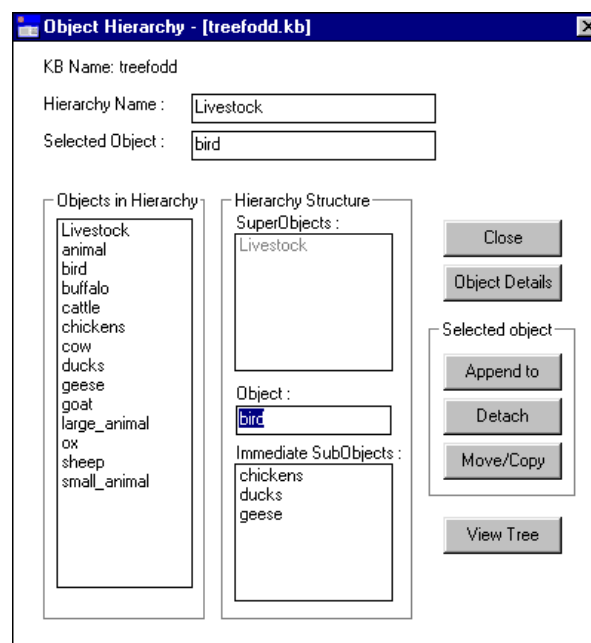 Object Hierarchy - [treefodd.kb]
KB Name: treefodd
Hierarchy Name :
Livestock
Selected Object :
bird
Objects in Hierarchy
Livestock
animal
bird
buffalo
cattle
chickens
cow
ducks
geese
goat
large_animal
ox
sheep
small_animal
Hierarchy Structure
SuperObjects :
Livestock
Object :
bird
Immediate SubObjects :
chickens
ducks
geese
Close
Object Details
Selected object
Append to
Detach
Move/Copy
View Tree